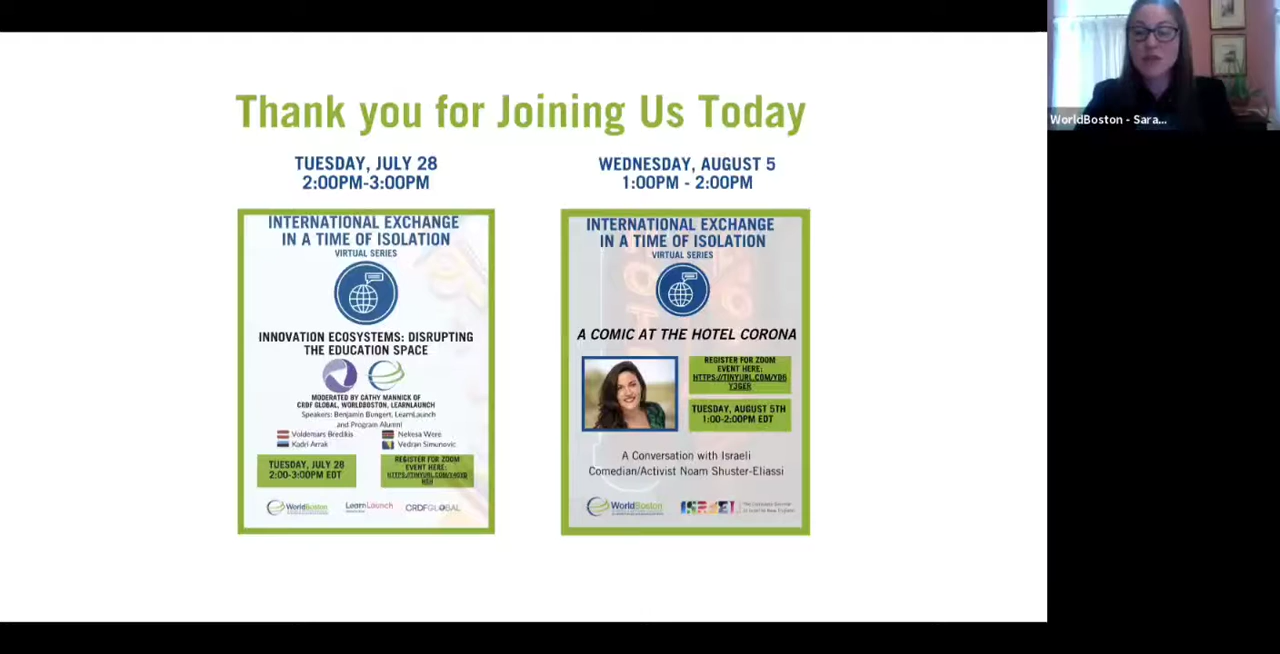 Thank you for Joining Us Today
TUESDAY, JULY 28
2:00PM-3:00PM
INTERNATIONAL EXCHANGE
IN A TIME OF ISOLATION
VIRTUAL SERIES
INNOVATION ECOSYSTEMS: DISRUPTING
THE EDUCATION SPACE
MODERATED BY CATHY MANNICK OF
CRDF GLOBAL, WORLDBOSTON, LEARNLAUNCH
Speakers: Benjamin Bungert, LearnLaunch
and Program Alumni
Voldemars Bredikis
Nekesa Were
Kadri Arrak
Vedran Simunovic
TUESDAY, JULY 28
2:00-3:00PM EDT
REGISTER FOR ZOOM
EVENT HERE:
WorldBoston
LearnLaunch
CRDFGLOBAL
WEDNESDAY, AUGUST 5
1:00PM - 2:00PM
INTERNATIONAL EXCHANGE
IN A TIME OF ISOLATION
VIRTUAL SERIES
A COMIC AT THE HOTEL CORONA
REGISTER FOR ZOOM
EVENT HERE:
TUESDAY, AUGUST 5TH
1:00-2:00PM EDT
A Conversation with Israeli
Comedian/Activist Noam Shuster-Eliassi
WorldBoston
ISRAEL
WorldBoston - Sara...